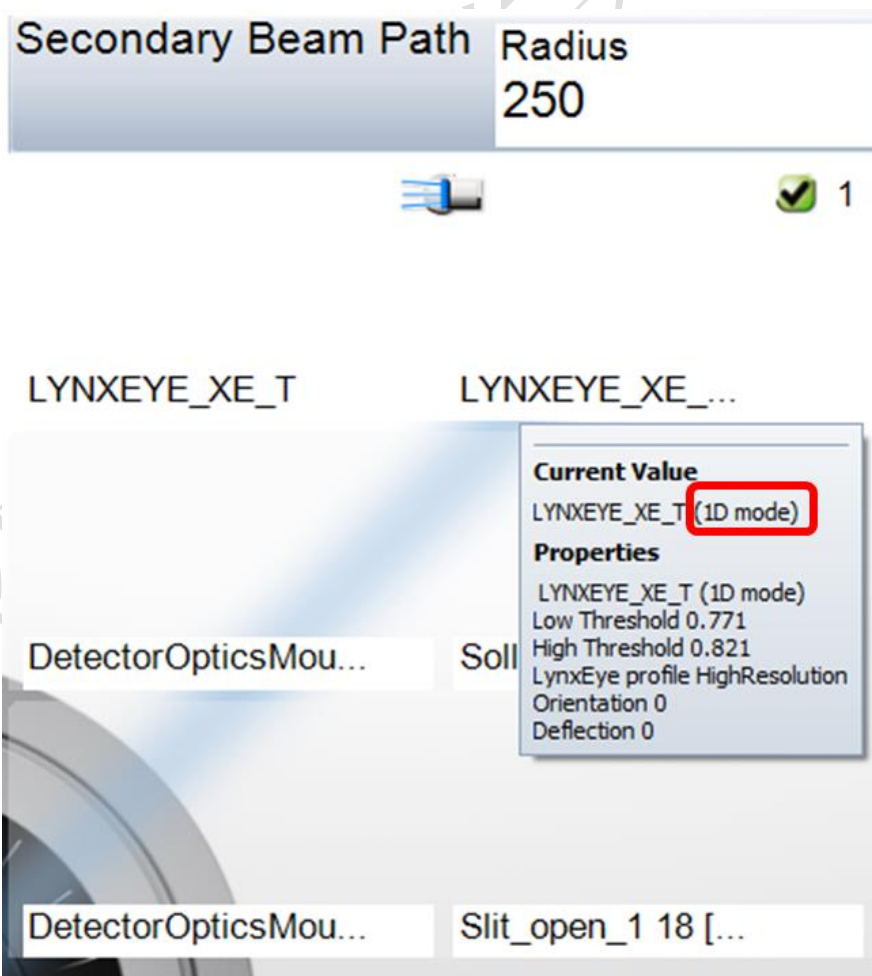 Secondary Beam Path
Radius
250
1
LYNXEYE_XE_T
LYNXEYE_XE_...
Current Value
LYNXEYE_XE_T (1D mode)
Properties
LYNXEYE_XE_T (1D mode)
Low Threshold 0.771
High Threshold 0.821
LynxEye profile HighResolution
Orientation 0
Deflection 0
DetectorOpticsMou...
Soll
DetectorOpticsMou...
Slit_open_1 18 [...